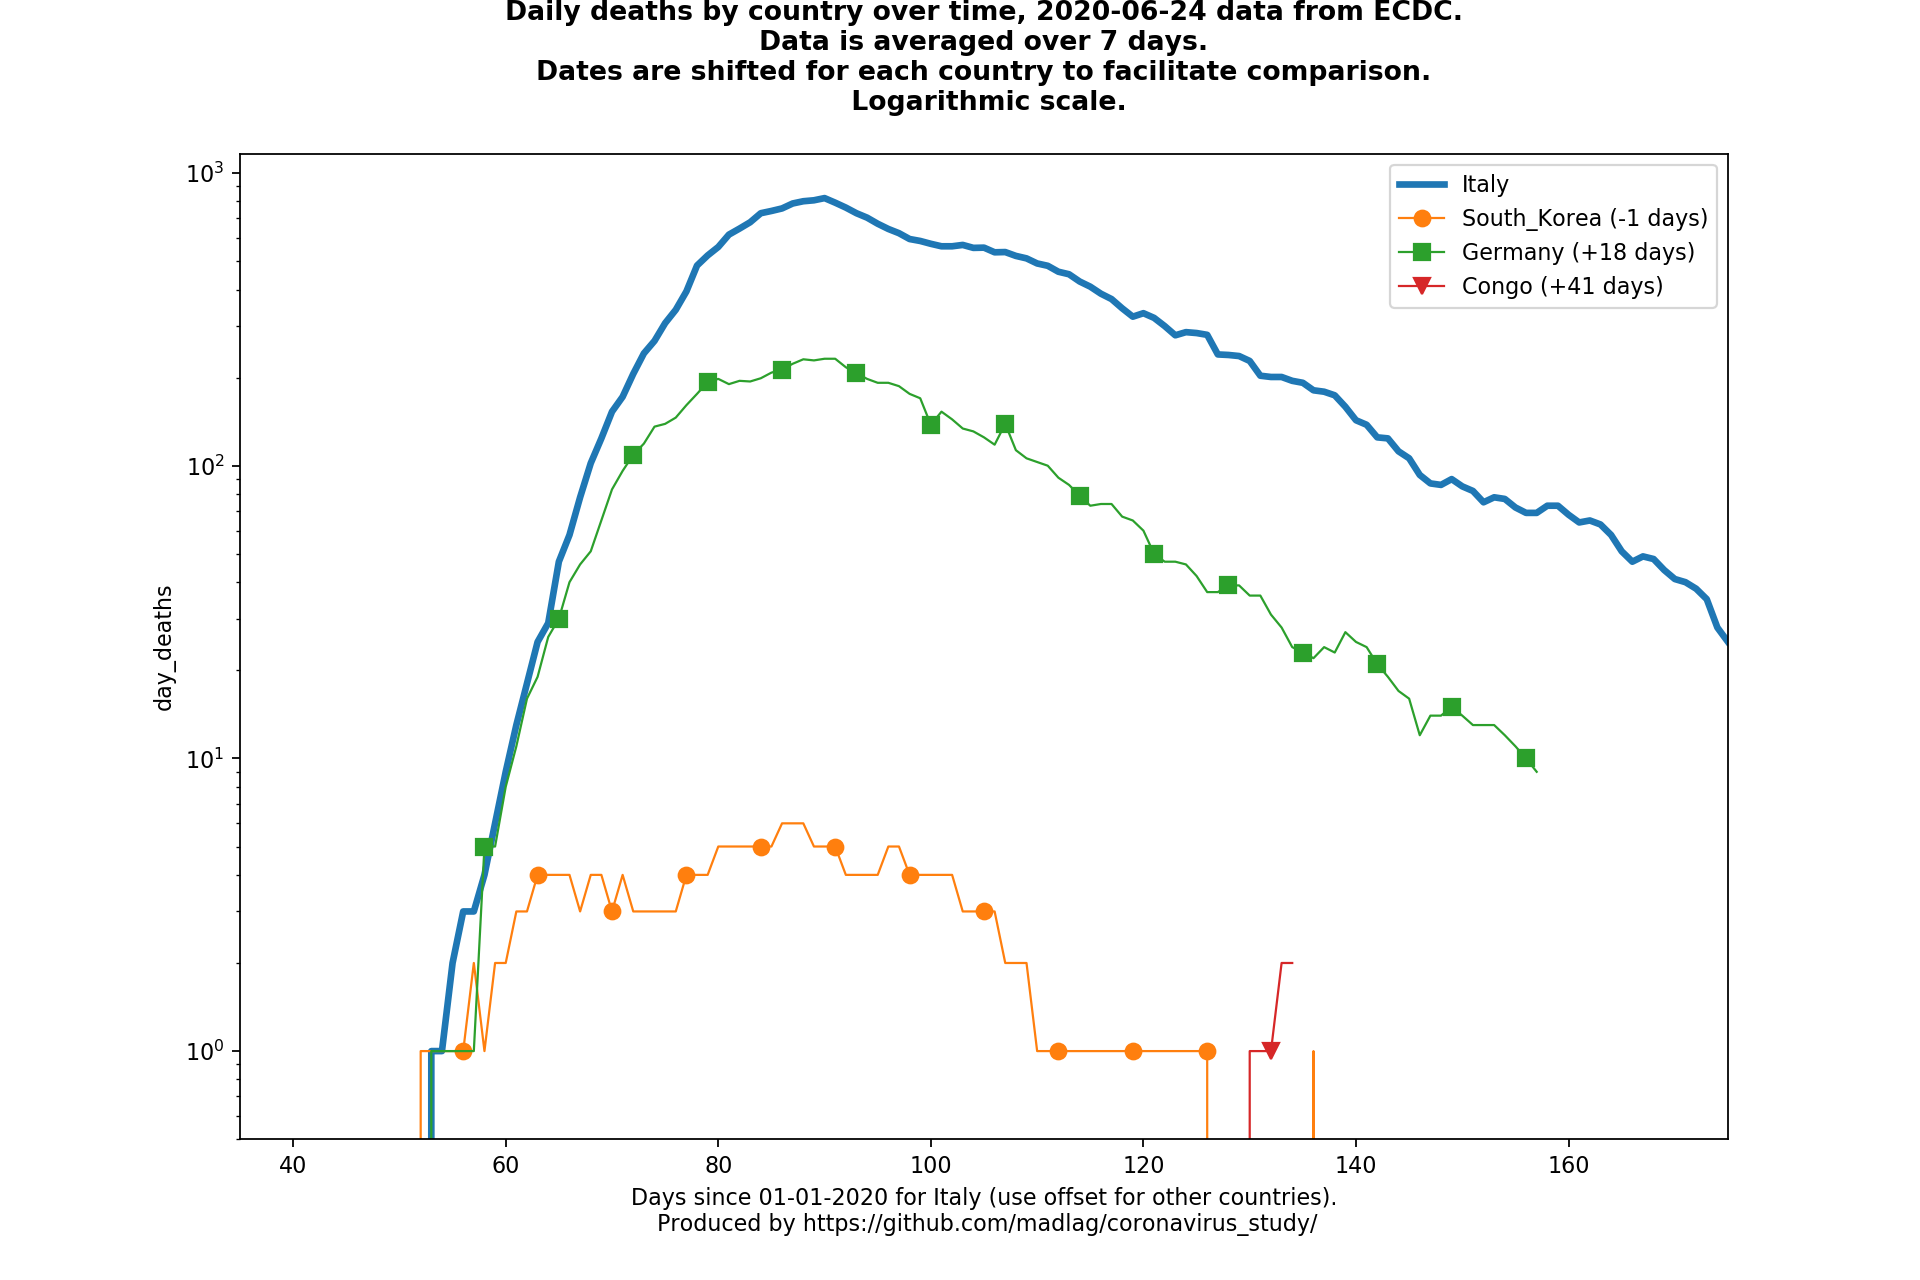 Daily deaths by country over time, 2020-06-24 data from ECDC.
Data is averaged over 7 days.
Dates are shifted for each country to facilitate comparison.
Logarithmic scale.
10³
10²
10¹
10⁰
day_deaths
Italy
South_Korea (-1 days)
Germany (+18 days)
Congo (+41 days)
40 60 80 100 120 140 160
Days since 01-01-2020 for Italy (use offset for other countries).
Produced by https://github.com/madlag/coronavirus_study/